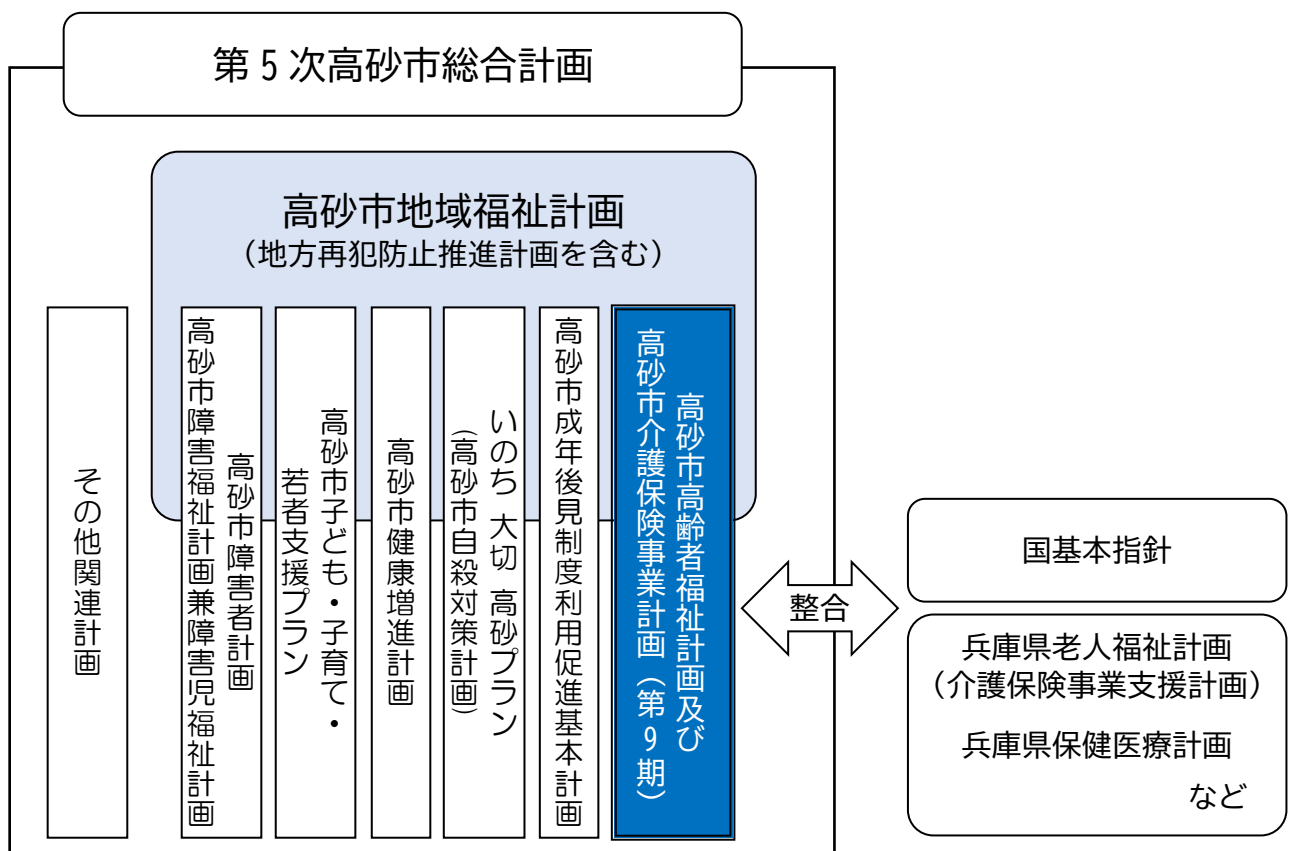 第5次高砂市総合計画
高砂市地域福祉計画
（地方再犯防止推進計画を含む）
その他関連計画
高砂市障害者計画
高砂市障害福祉計画兼障害児福祉計画
高砂市子ども・子育て・
若者支援プラン
高砂市健康増進計画
いのち 大切 高砂プラン
（高砂市自殺対策計画）
高砂市成年後見制度利用促進基本計画
高砂市高齢者福祉計画及び
高砂市介護保険事業計画（第9期）
整合
国基本指針
兵庫県老人福祉計画
（介護保険事業支援計画）
兵庫県保健医療計画
など